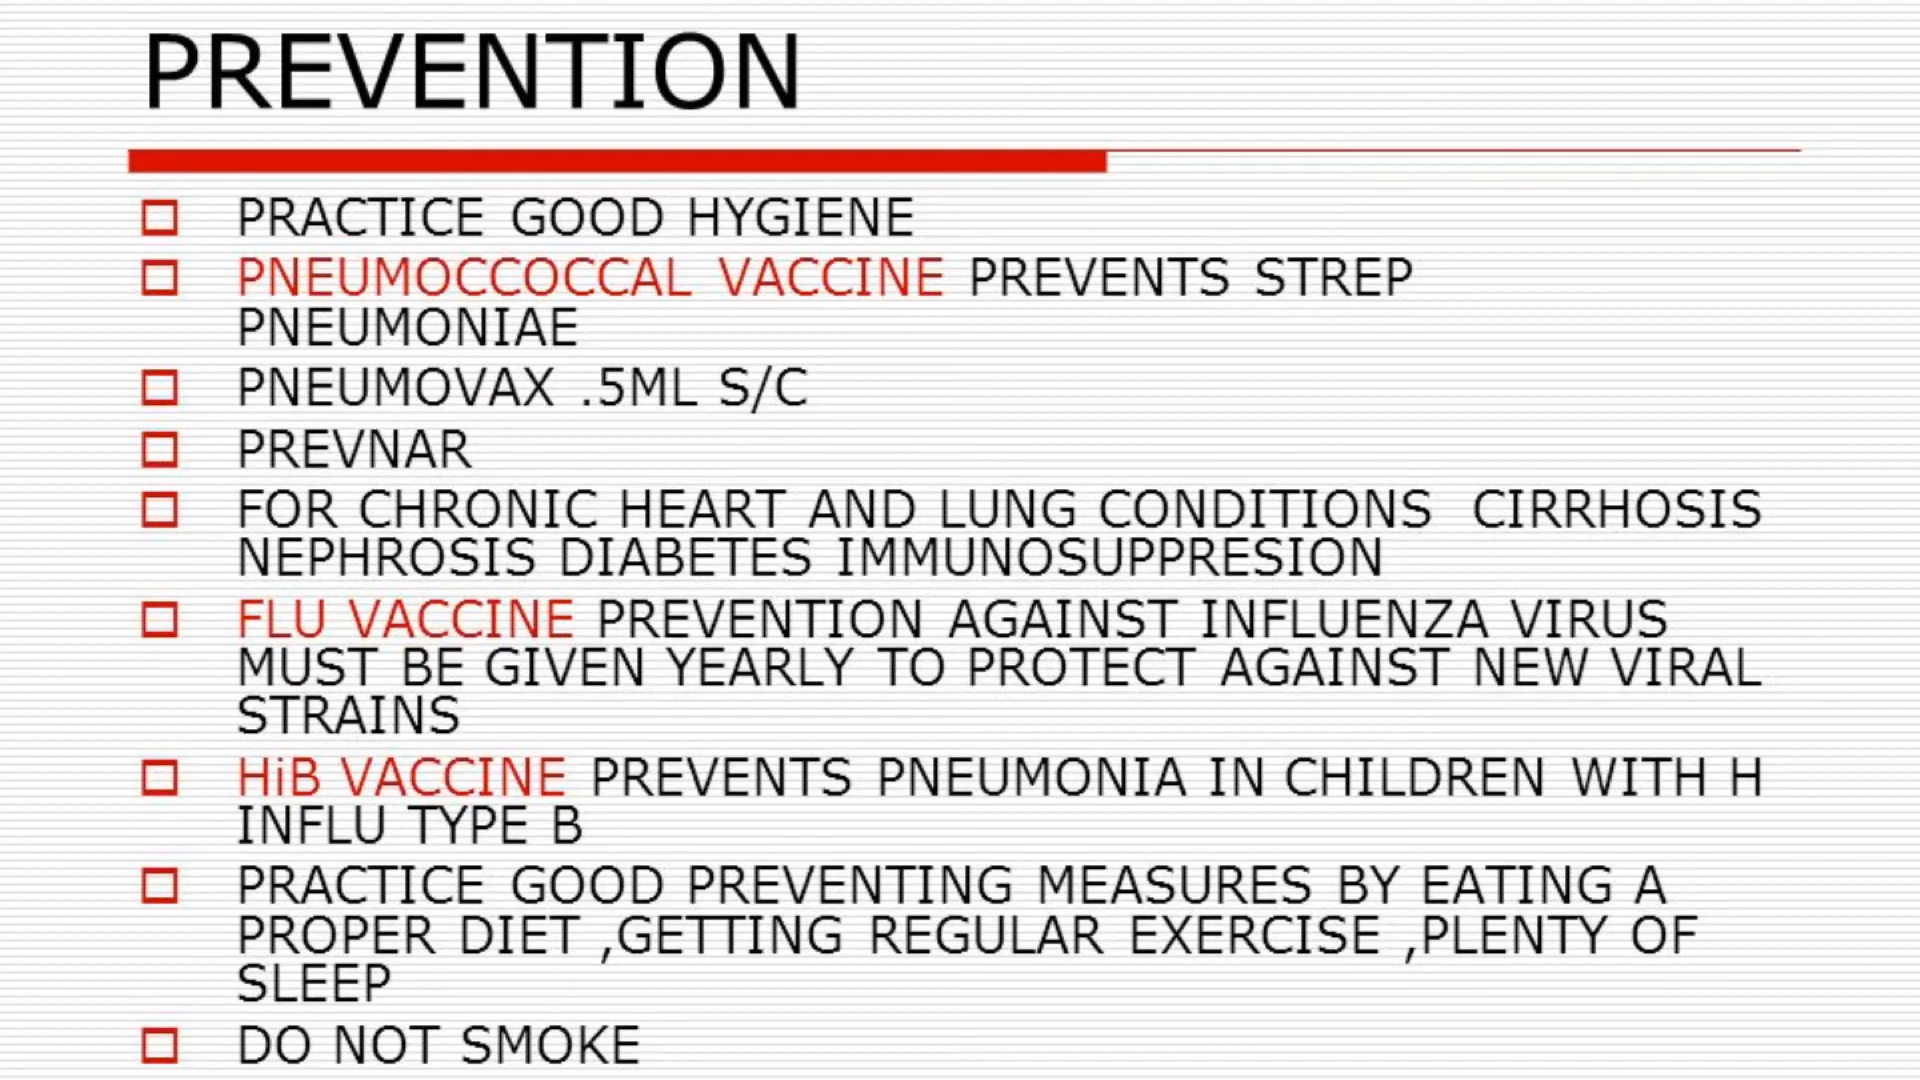 PREVENTION
PRACTICE GOOD HYGIENE
PNEUMOCCOCCAL VACCINE PREVENTS STREP
PNEUMONIAE
PNEUMOVAX .5ML S/C
PREVNAR
FOR CHRONIC HEART AND LUNG CONDITIONS CIRRHOSIS
NEPHROSIS DIABETES IMMUNOSUPPRESION
FLU VACCINE PREVENTION AGAINST INFLUENZA VIRUS
MUST BE GIVEN YEARLY TO PROTECT AGAINST NEW VIRAL
STRAINS
HiB VACCINE PREVENTS PNEUMONIA IN CHILDREN WITH H
INFLU TYPE B
PRACTICE GOOD PREVENTING MEASURES BY EATING A
PROPER DIET ,GETTING REGULAR EXERCISE ,PLENTY OF
SLEEP
DO NOT SMOKE